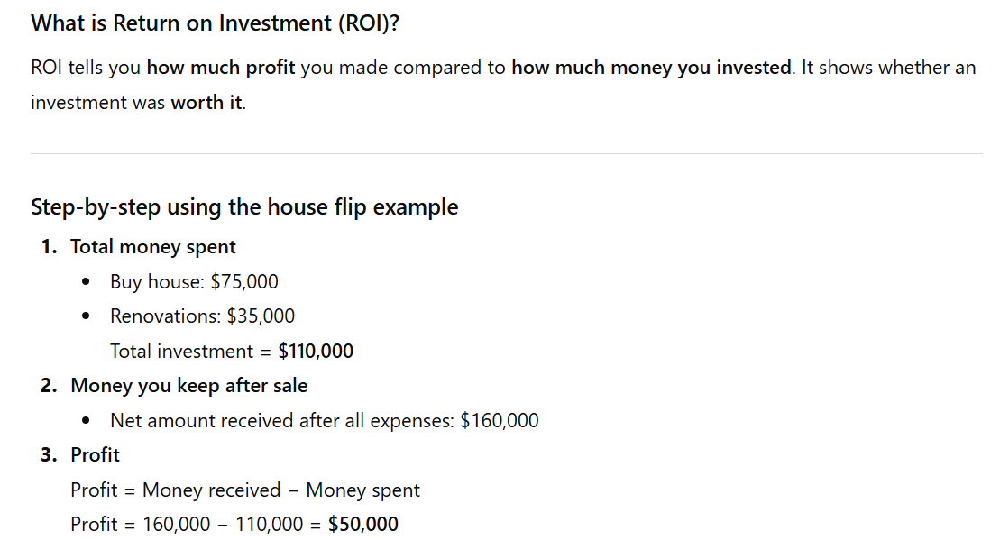 What is Return on Investment (ROI)?
ROI tells you how much profit you made compared to how much money you invested. It shows whether an
investment was worth it.
Step-by-step using the house flip example
1. Total money spent
• Buy house: $75,000
• Renovations: $35,000
Total investment = $110,000
2. Money you keep after sale
• Net amount received after all expenses: $160,000
3. Profit
Profit = Money received − Money spent
Profit = 160,000 − 110,000 = $50,000